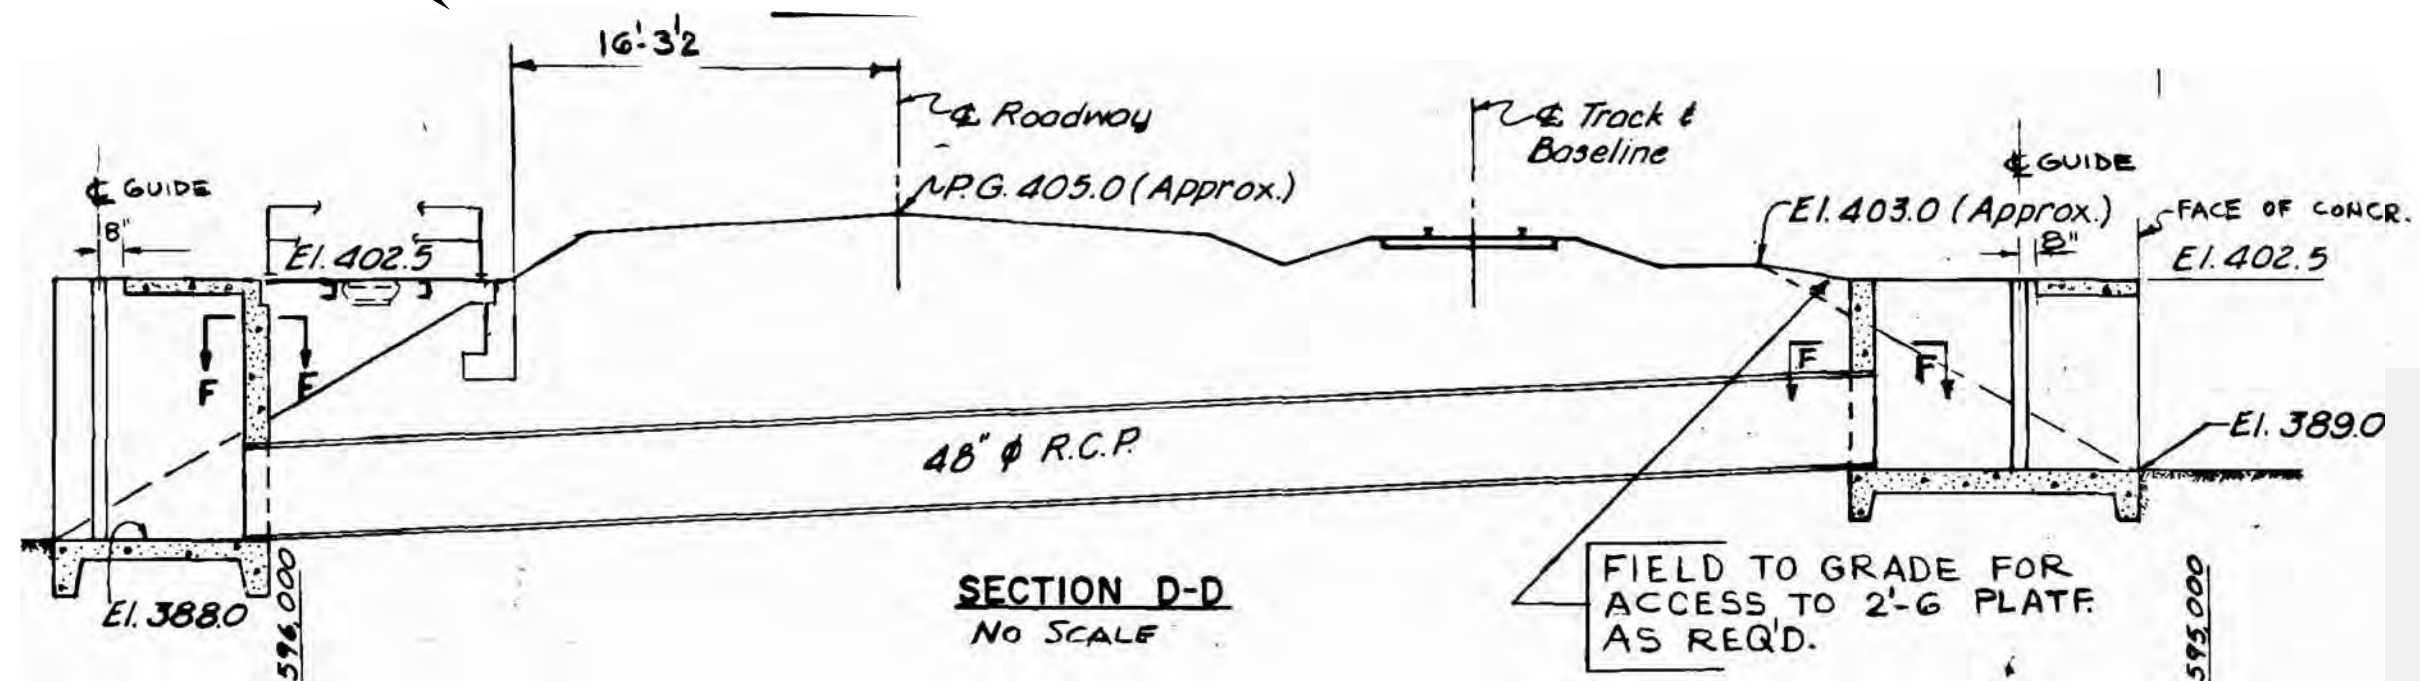 16'-3½
℄ Roadway
℄ Track &
Baseline
℄ GUIDE
℄ GUIDE
P.G. 405.0 (Approx.)
El. 403.0 (Approx.)
FACE OF CONCR.
8"
8"
El. 402.5
El. 402.5
F
F
F
F
El. 389.0
48" ϕ R.C.P.
El. 388.0
596,000
SECTION D-D
NO SCALE
FIELD TO GRADE FOR
ACCESS TO 2'-6 PLATF.
AS REQ'D.
595,000